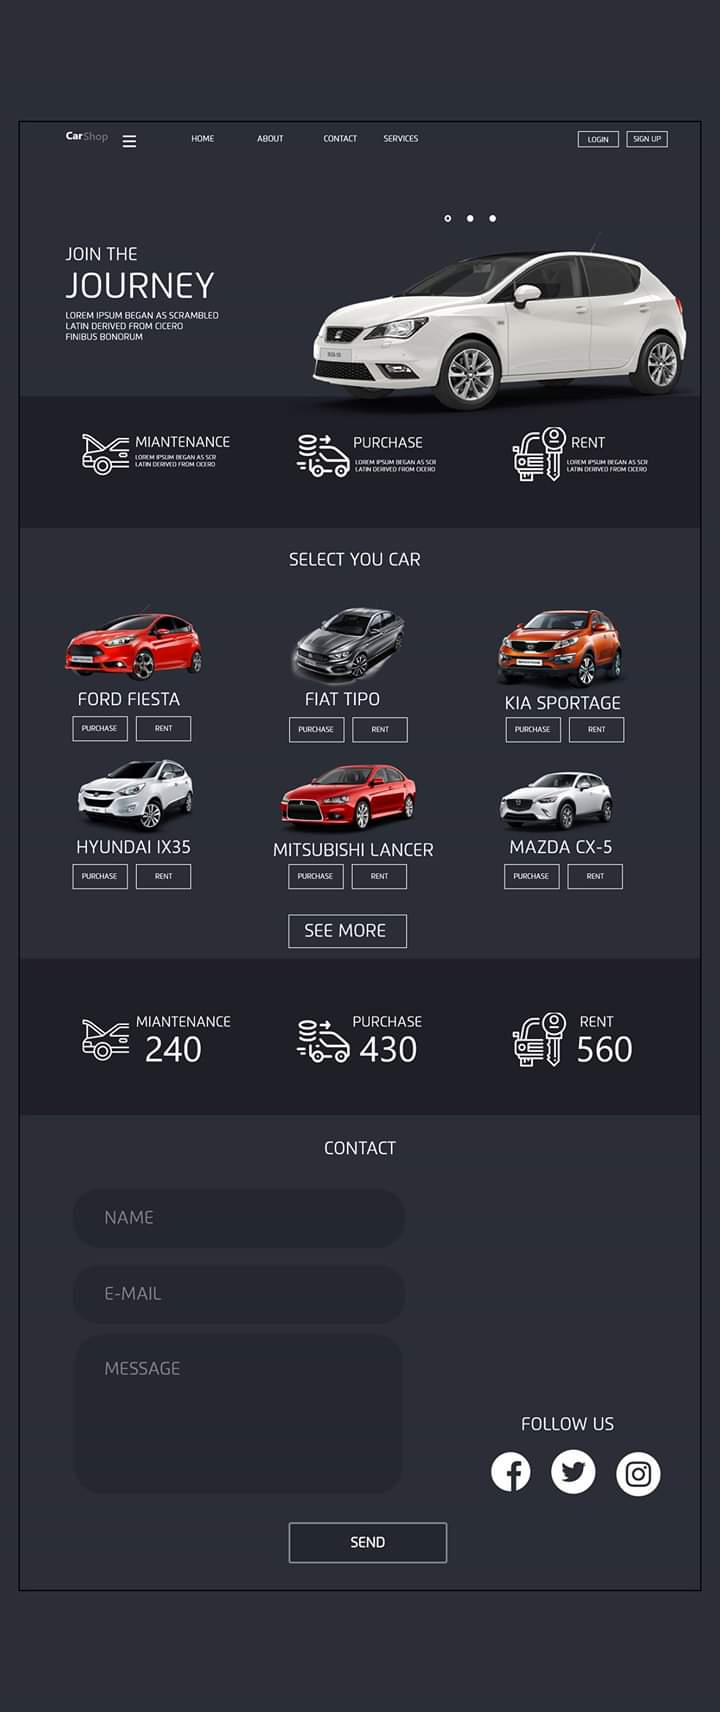 CarShop
HOME ABOUT CONTACT SERVICES LOGIN SIGN UP
JOIN THE
JOURNEY
LOREM IPSUM BEGAN AS SCRAMBLED
LATIN DERIVED FROM CICERO
FINIBUS BONORUM
MIANTENANCE
LOREM IPSUM BEGAN AS SCR
LATIN DERIVED FROM CICERO
PURCHASE
LOREM IPSUM BEGAN AS SCR
LATIN DERIVED FROM CICERO
RENT
LOREM IPSUM BEGAN AS SCR
LATIN DERIVED FROM CICERO
SELECT YOU CAR
FORD FIESTA
PURCHASE RENT
FIAT TIPO
PURCHASE RENT
KIA SPORTAGE
PURCHASE RENT
HYUNDAI IX35
PURCHASE RENT
MITSUBISHI LANCER
PURCHASE RENT
MAZDA CX-5
PURCHASE RENT
SEE MORE
MIANTENANCE
240
PURCHASE
430
RENT
560
CONTACT
NAME
E-MAIL
MESSAGE
FOLLOW US
SEND